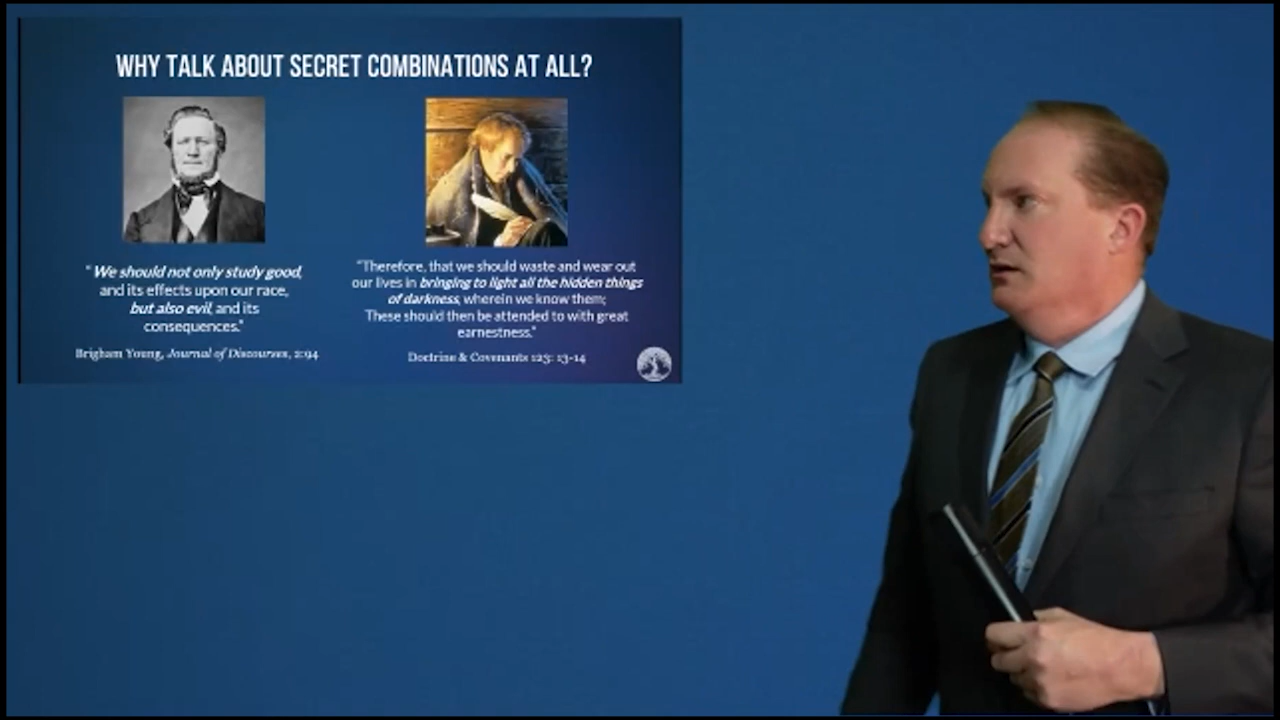 WHY TALK ABOUT SECRET COMBINATIONS AT ALL?
“We should not only study good,
and its effects upon our race,
but also evil, and its
consequences.”
Brigham Young, Journal of Discourses, 2:94
“Therefore, that we should waste and wear out
our lives in bringing to light all the hidden things
of darkness, wherein we know them;
These should then be attended to with great
earnestness.”
Doctrine & Covenants 123: 13-14